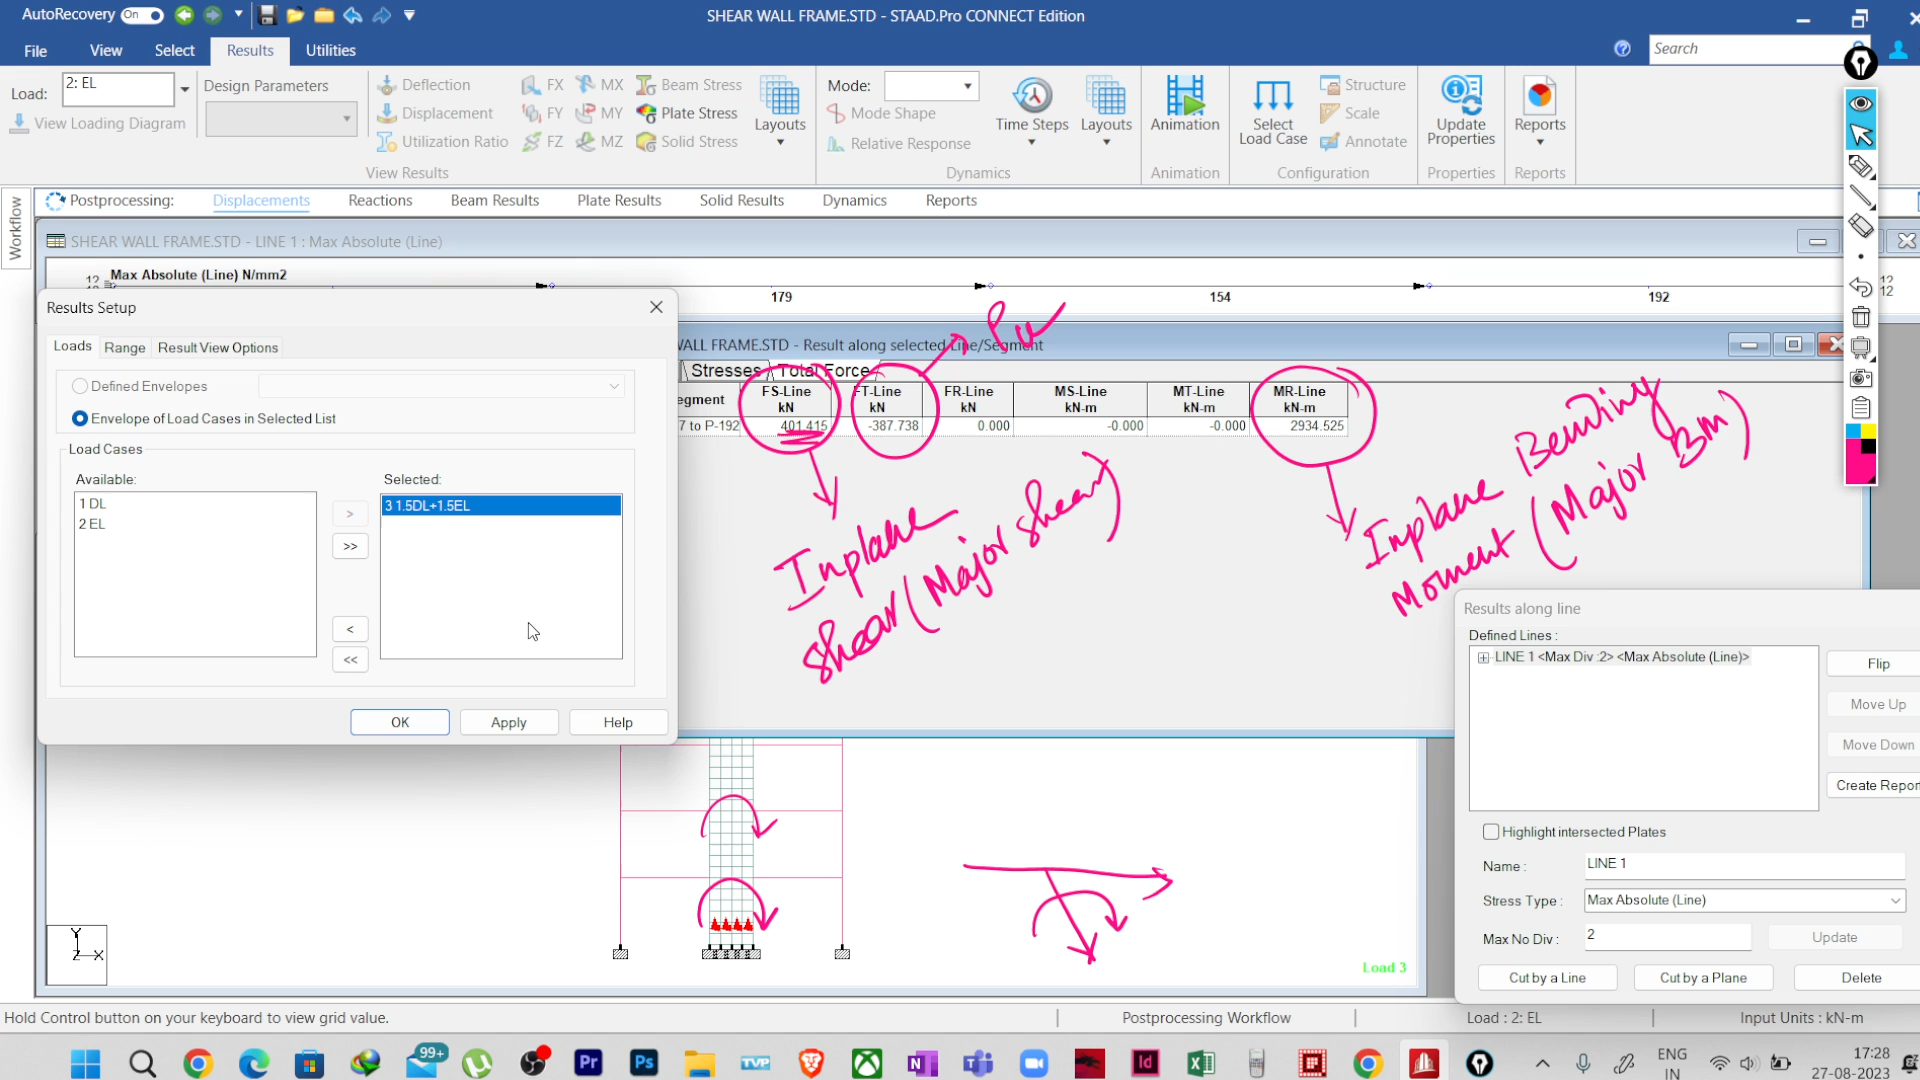 AutoRecovery On
SHEAR WALL FRAME.STD - STAAD.Pro CONNECT Edition
File View Select Results Utilities
Search
Load: 2: EL
View Loading Diagram
Design Parameters
Deflection FX MX Beam Stress
Displacement FY MY Plate Stress
Utilization Ratio FZ MZ Solid Stress
Layouts
View Results
Mode:
Mode Shape
Relative Response
Time Steps
Layouts
Dynamics
Animation
Animation
Select
Load Case
Structure
Scale
Annotate
Configuration
Update
Properties
Properties
Reports
Reports
Workflow
Postprocessing: Displacements Reactions Beam Results Plate Results Solid Results Dynamics Reports
SHEAR WALL FRAME.STD - LINE 1 : Max Absolute (Line)
Max Absolute (Line) N/mm2
12
12
179 154 192
12
12
Results Setup
Loads Range Result View Options
Defined Envelopes
Envelope of Load Cases in Selected List
Load Cases
Available: Selected:
1 DL
2 EL
3 1.5DL+1.5EL
>
>>
<
<<
OK Apply Help
WALL FRAME.STD - Result along selected Line/Segment
Stresses Total Force
egment FS-Line kN FT-Line kN FR-Line kN MS-Line kN-m MT-Line kN-m MR-Line kN-m
7 to P-192 401.415 -387.738 0.000 -0.000 -0.000 2934.525
Pu
Inplane
shear (Major shear)
Inplane Bending
Moment (Major BM)
Results along line
Defined Lines :
LINE 1 <Max Div :2> <Max Absolute (Line)>
Flip
Move Up
Move Down
Create Repor
Highlight intersected Plates
Name : LINE 1
Stress Type : Max Absolute (Line)
Max No Div : 2
Update
Cut by a Line Cut by a Plane Delete
Y
Z X
Load 3
Hold Control button on your keyboard to view grid value.
Postprocessing Workflow
Load : 2: EL
Input Units : kN-m
99+
Pr Ps TVP
ENG
IN
17:28
27-08-2023